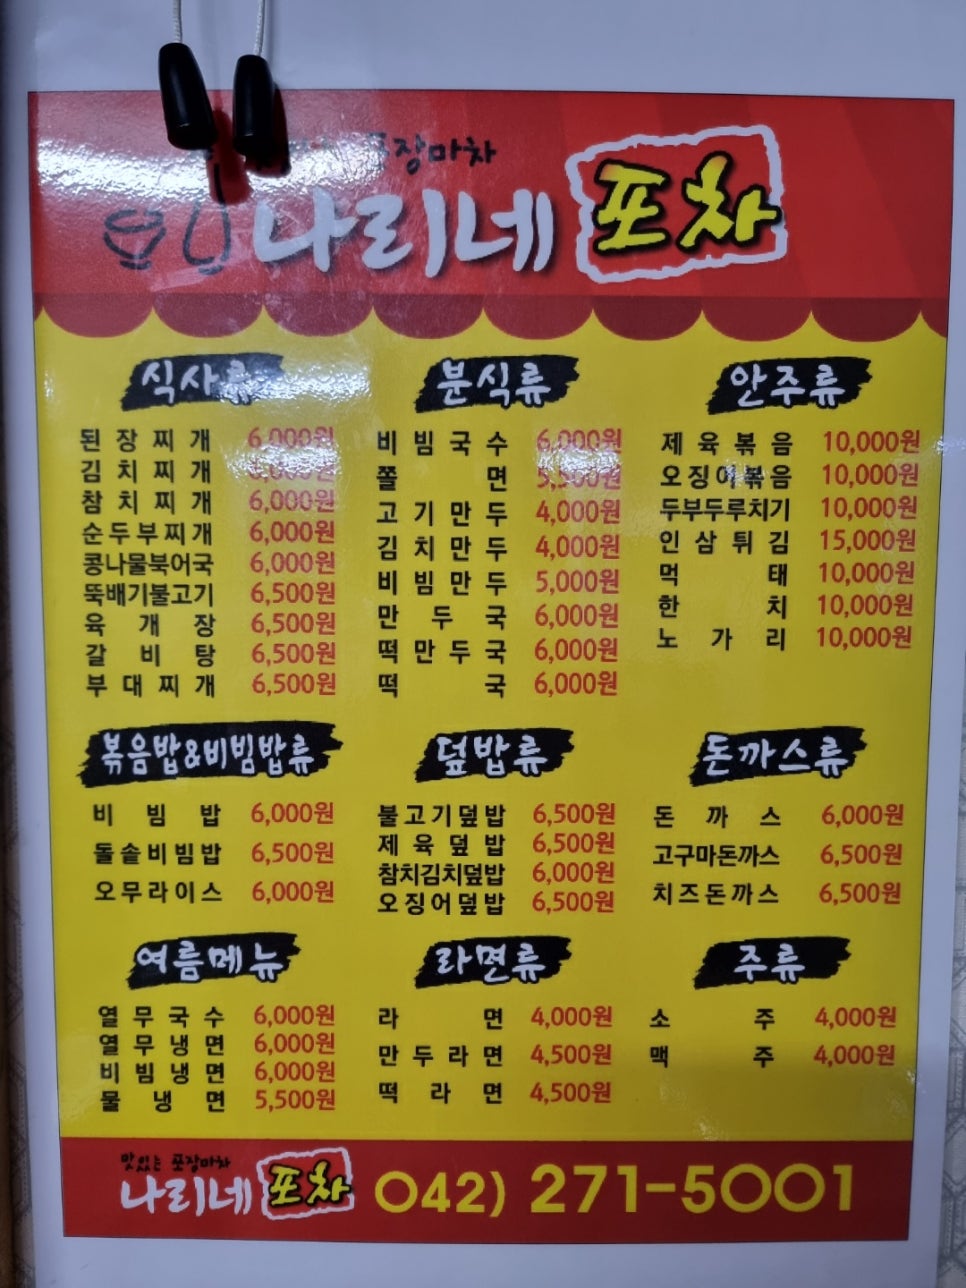 포장마차
나리네 포차
식사류
된장찌개 6,000원
김치찌개 6,000원
참치찌개 6,000원
순두부찌개 6,000원
콩나물북어국 6,000원
뚝배기불고기 6,500원
육개장 6,500원
갈비탕 6,500원
부대찌개 6,500원
분식류
비빔국수 6,000원
쫄면 5,500원
고기만두 4,000원
김치만두 4,000원
비빔만두 5,000원
만두국 6,000원
떡만두국 6,000원
떡국 6,000원
안주류
제육볶음 10,000원
오징어볶음 10,000원
두부두루치기 10,000원
인삼튀김 15,000원
먹태 10,000원
한치 10,000원
노가리 10,000원
볶음밥&비빔밥류
비빔밥 6,000원
돌솥비빔밥 6,500원
오무라이스 6,000원
덮밥류
불고기덮밥 6,500원
제육덮밥 6,500원
참치김치덮밥 6,000원
오징어덮밥 6,500원
돈까스류
돈까스 6,000원
고구마돈까스 6,500원
치즈돈까스 6,500원
여름메뉴
열무국수 6,000원
열무냉면 6,000원
비빔냉면 6,000원
물냉면 5,500원
라면류
라면 4,000원
만두라면 4,500원
떡라면 4,500원
주류
소주 4,000원
맥주 4,000원
맛있는 포장마차
나리네 포차 042) 271-5001